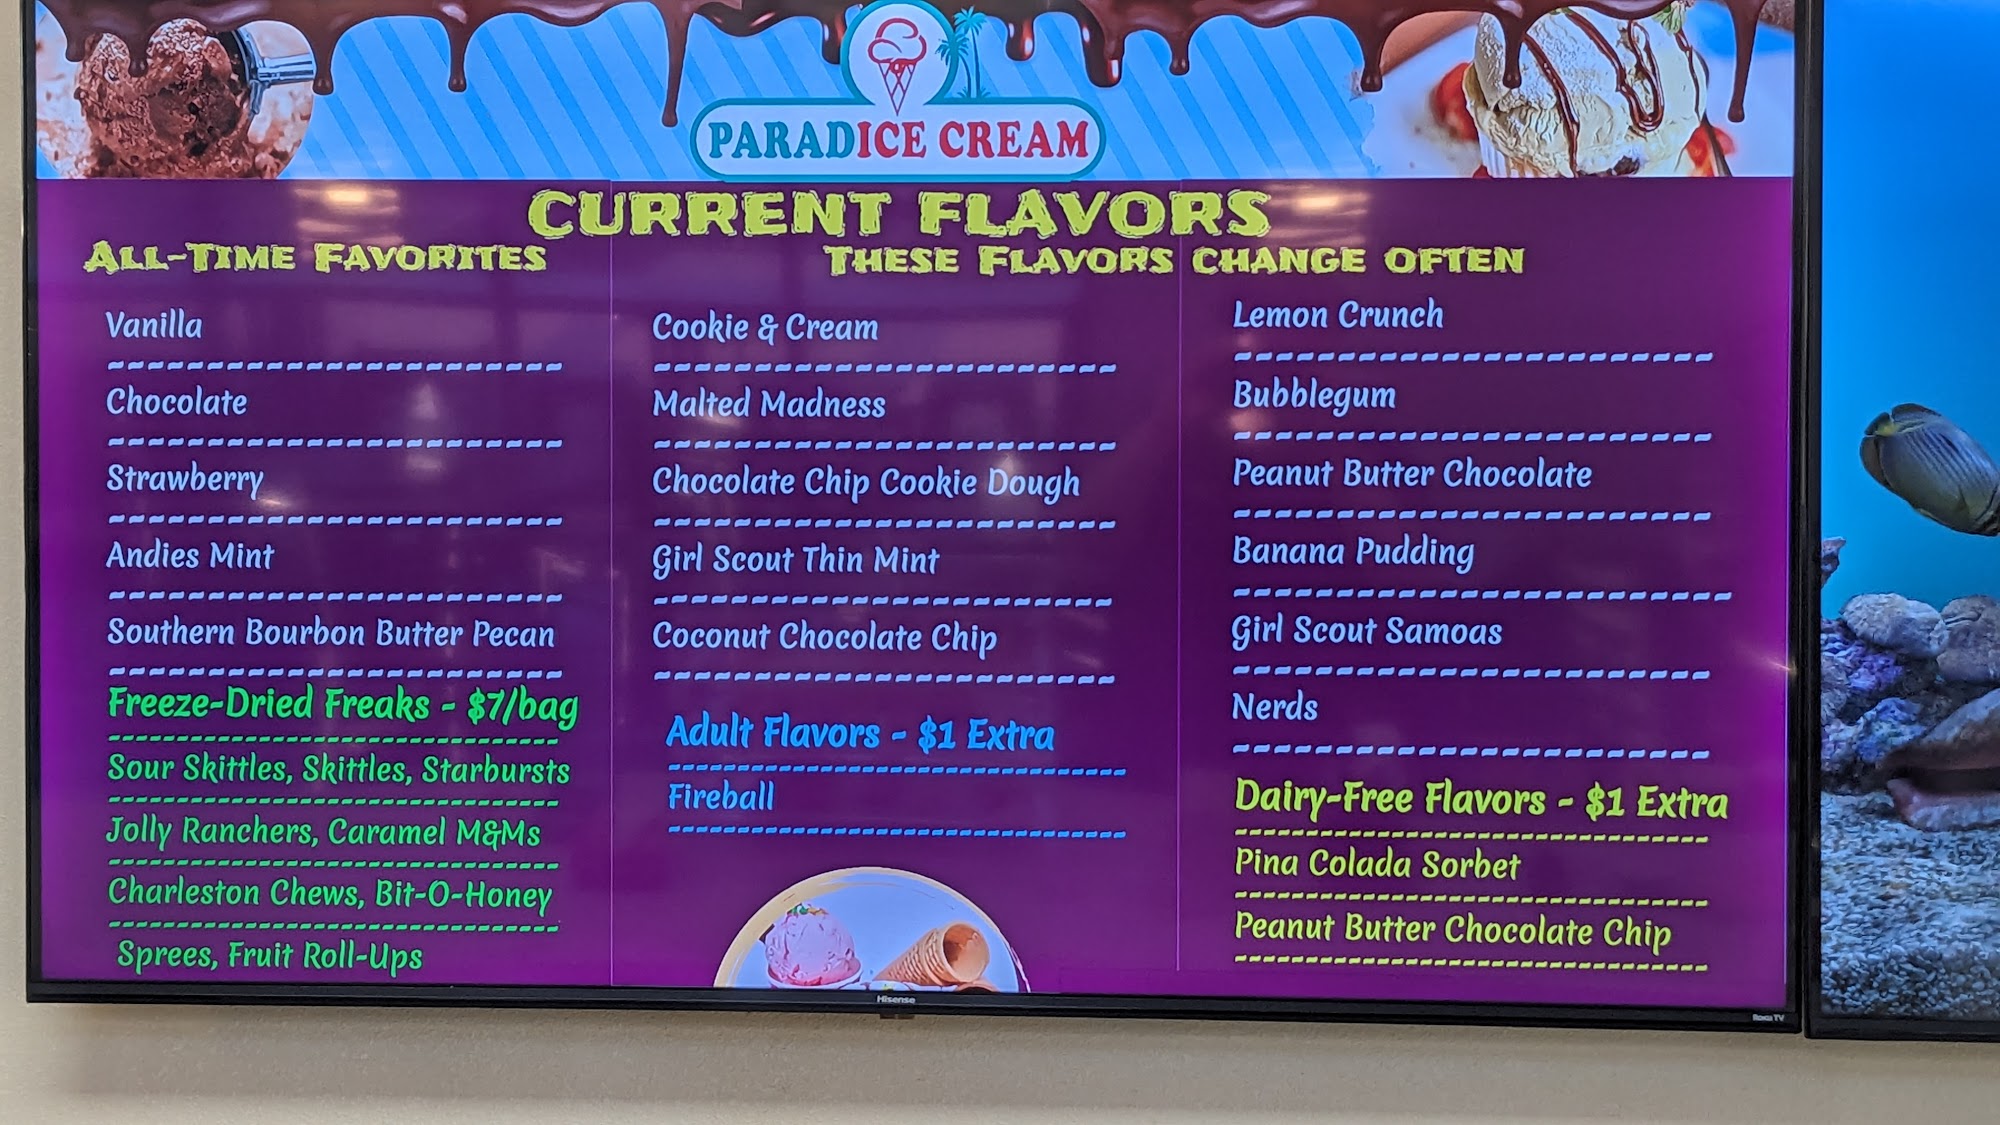 PARADICE CREAM
CURRENT FLAVORS
ALL-TIME FAVORITES
Vanilla
Chocolate
Strawberry
Andies Mint
Southern Bourbon Butter Pecan
Freeze-Dried Freaks - $7/bag
Sour Skittles, Skittles, Starbursts
Jolly Ranchers, Caramel M&Ms
Charleston Chews, Bit-O-Honey
Sprees, Fruit Roll-Ups
THESE FLAVORS CHANGE OFTEN
Cookie & Cream
Malted Madness
Chocolate Chip Cookie Dough
Girl Scout Thin Mint
Coconut Chocolate Chip
Adult Flavors - $1 Extra
Fireball
Lemon Crunch
Bubblegum
Peanut Butter Chocolate
Banana Pudding
Girl Scout Samoas
Nerds
Dairy-Free Flavors - $1 Extra
Pina Colada Sorbet
Peanut Butter Chocolate Chip
Hisense
Roku TV